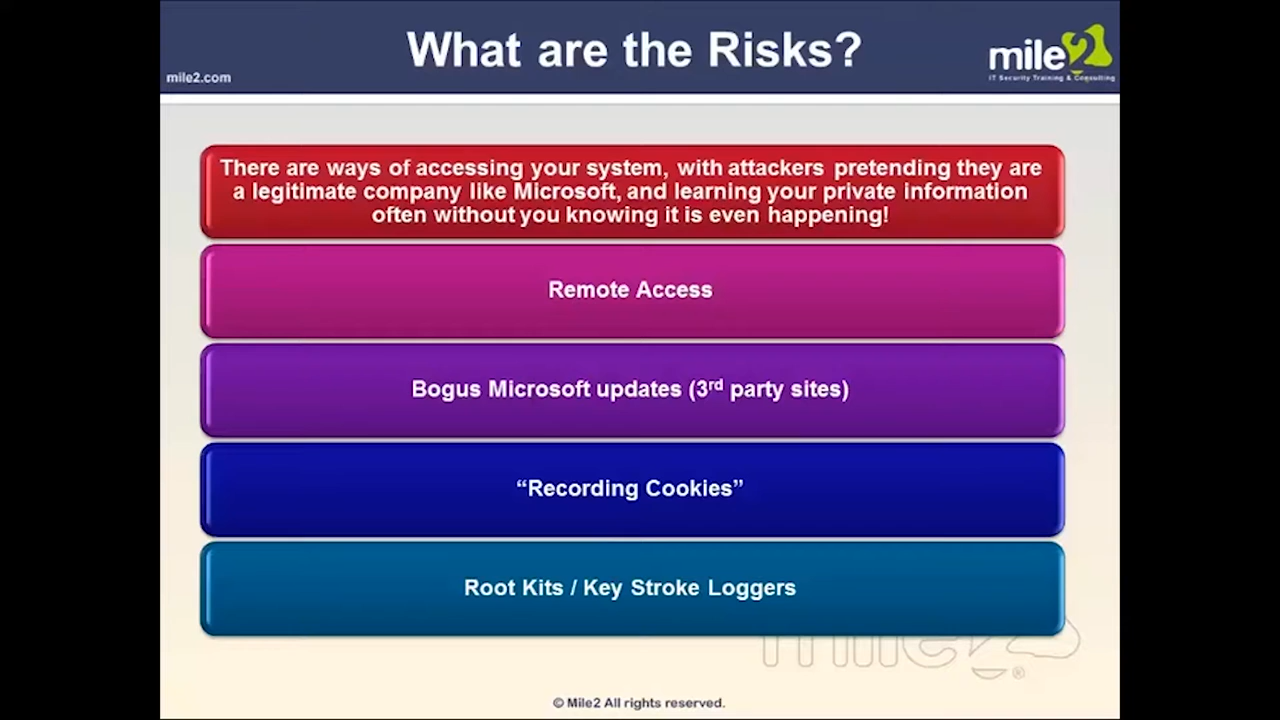 What are the Risks?
mile2.com
mile2
IT Security Training & Consulting
There are ways of accessing your system, with attackers pretending they are
a legitimate company like Microsoft, and learning your private information
often without you knowing it is even happening!
Remote Access
Bogus Microsoft updates (3rd party sites)
“Recording Cookies”
Root Kits / Key Stroke Loggers
mile2®
© Mile2 All rights reserved.